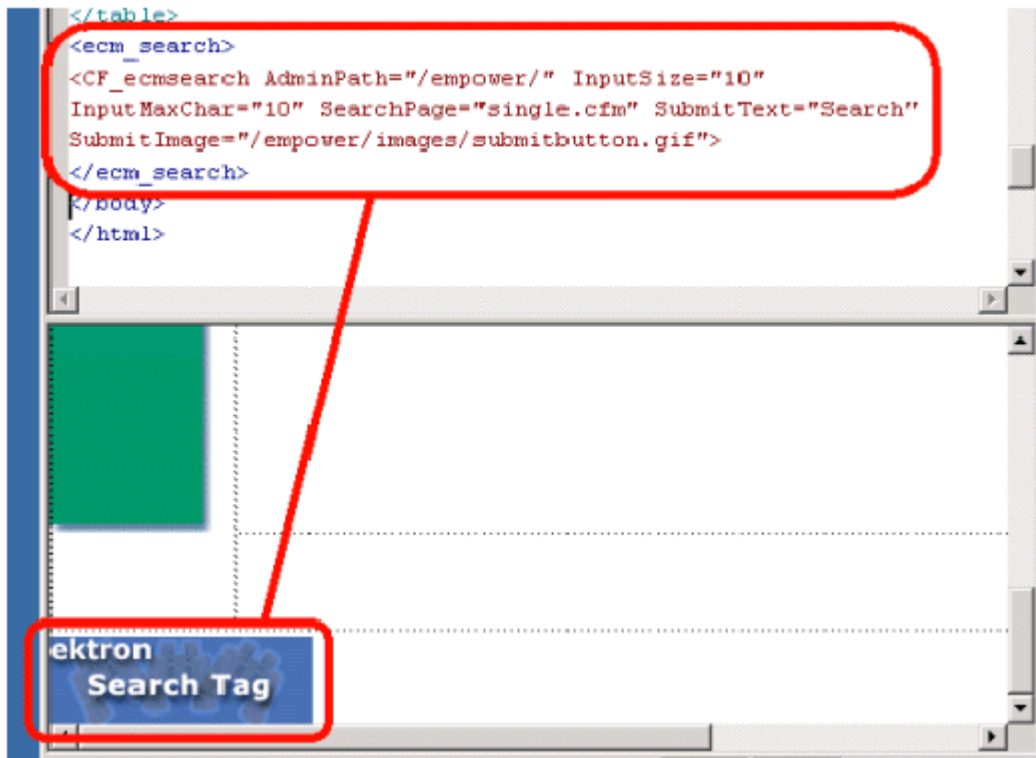 </table>
<ecm_search>
<CF_ecmsearch AdminPath="/empower/" InputSize="10"
InputMaxChar="10" SearchPage="single.cfm" SubmitText="Search"
SubmitImage="/empower/images/submitbutton.gif">
</ecm_search>
</body>
</html>
ektron
Search Tag